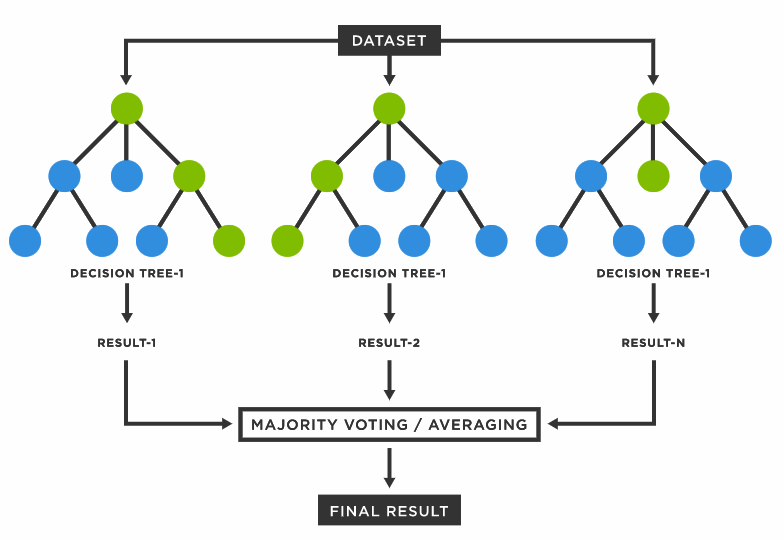 DATASET
DECISION TREE-1
DECISION TREE-1
DECISION TREE-1
RESULT-1
RESULT-2
RESULT-N
MAJORITY VOTING / AVERAGING
FINAL RESULT